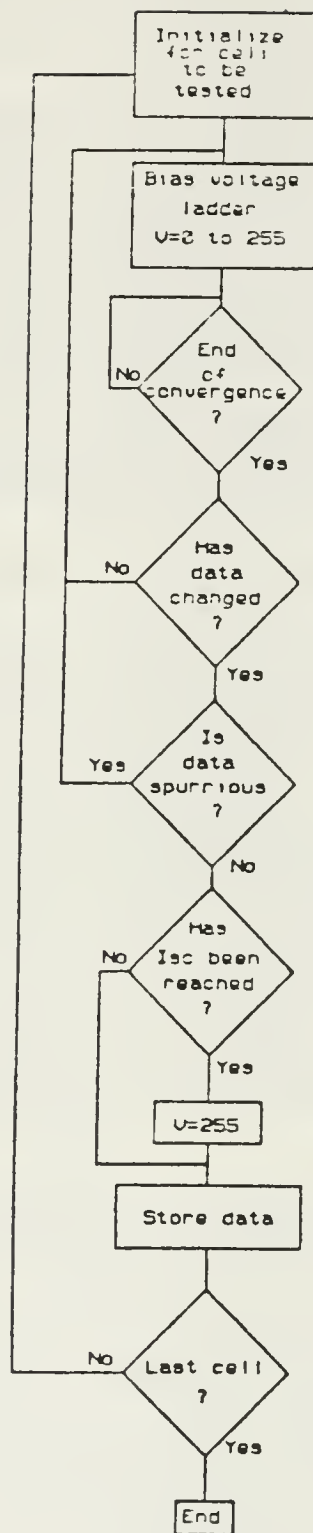 Initialize
for cell
to be
tested
Bias voltage
ladder
V=0 to 255
End
of
convergence
?
No
Yes
Has
data
changed
?
No
Yes
Is
data
spurrious
?
Yes
No
Has
Isc been
reached
?
No
Yes
V=255
Store data
Last cell
?
No
Yes
End